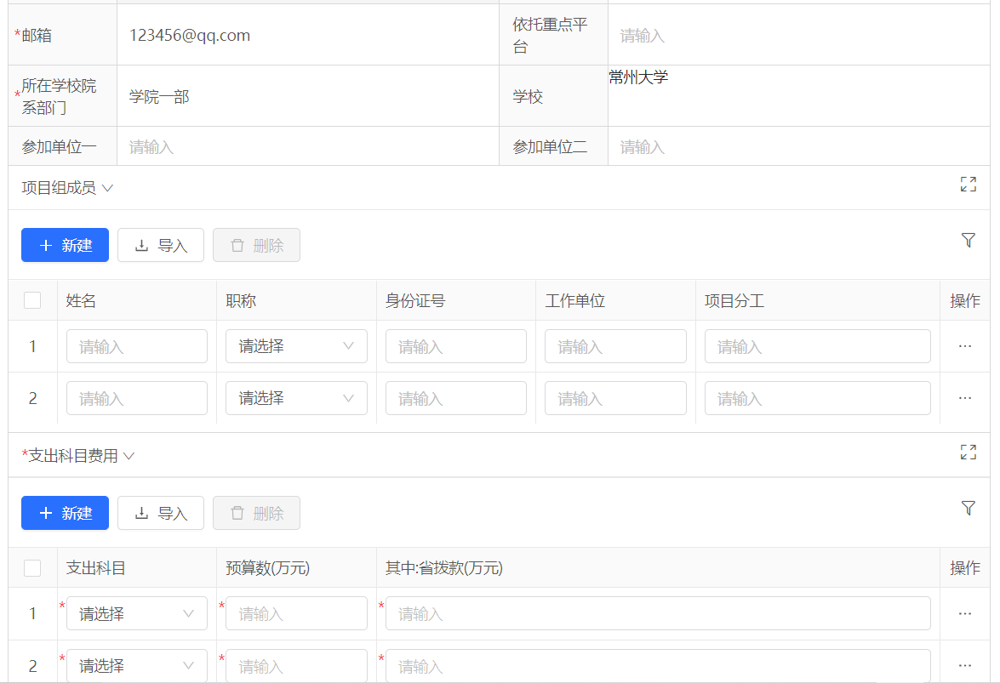 *邮箱
123456@qq.com
依托重点平
台
请输入
*所在学校院
系部门
学院一部
学校
常州大学
参加单位一
请输入
参加单位二
请输入
项目组成员
新建
导入
删除
姓名
职称
身份证号
工作单位
项目分工
操作
1
请输入
请选择
请输入
请输入
请输入
...
2
请输入
请选择
请输入
请输入
请输入
...
*支出科目费用
新建
导入
删除
支出科目
预算数(万元)
其中:省拨款(万元)
操作
1
*请选择
*请输入
*请输入
...
2
*请选择
*请输入
*请输入
...